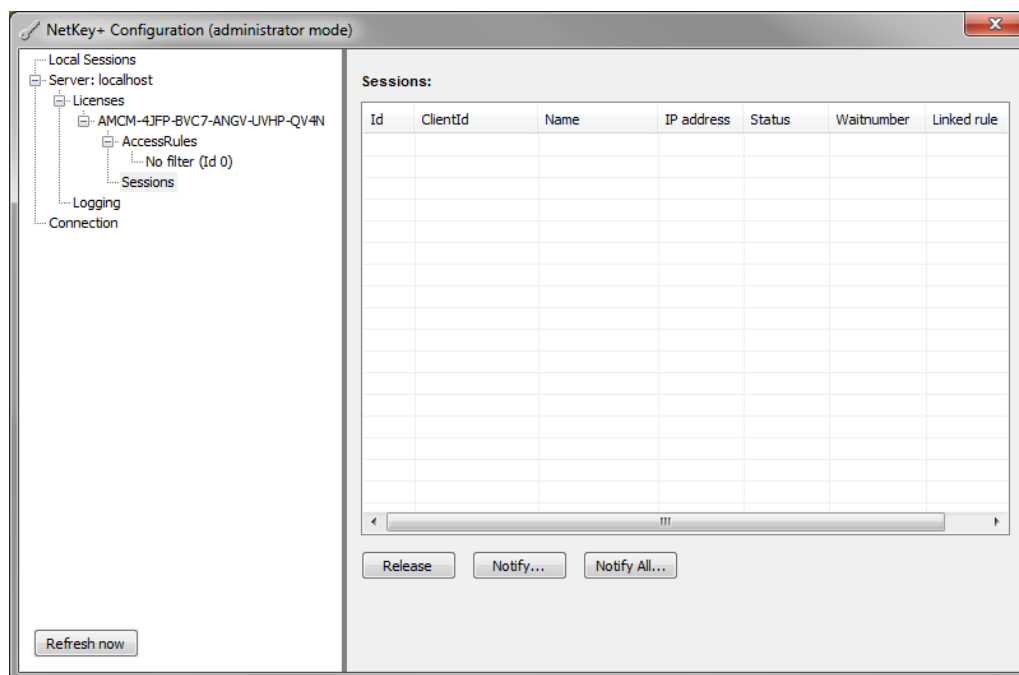 NetKey+ Configuration (administrator mode)
Local Sessions
Server: localhost
Licenses
AMCM-4JFP-BVC7-ANGV-UVHP-QV4N
AccessRules
No filter (Id 0)
Sessions
Logging
Connection
Refresh now
Sessions:
Id ClientId Name IP address Status Waitnumber Linked rule
Release Notify... Notify All...